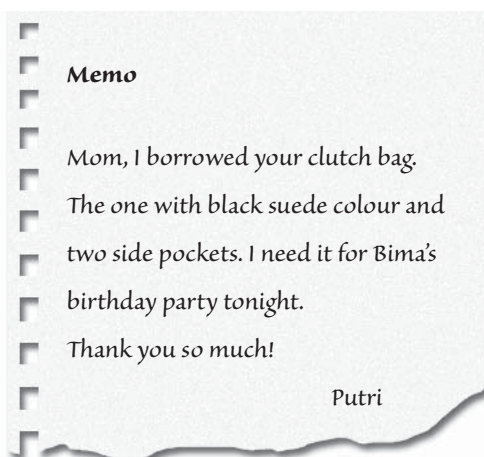 Memo
Mom, I borrowed your clutch bag.
The one with black suede colour and
two side pockets. I need it for Bima's
birthday party tonight.
Thank you so much!
Putri